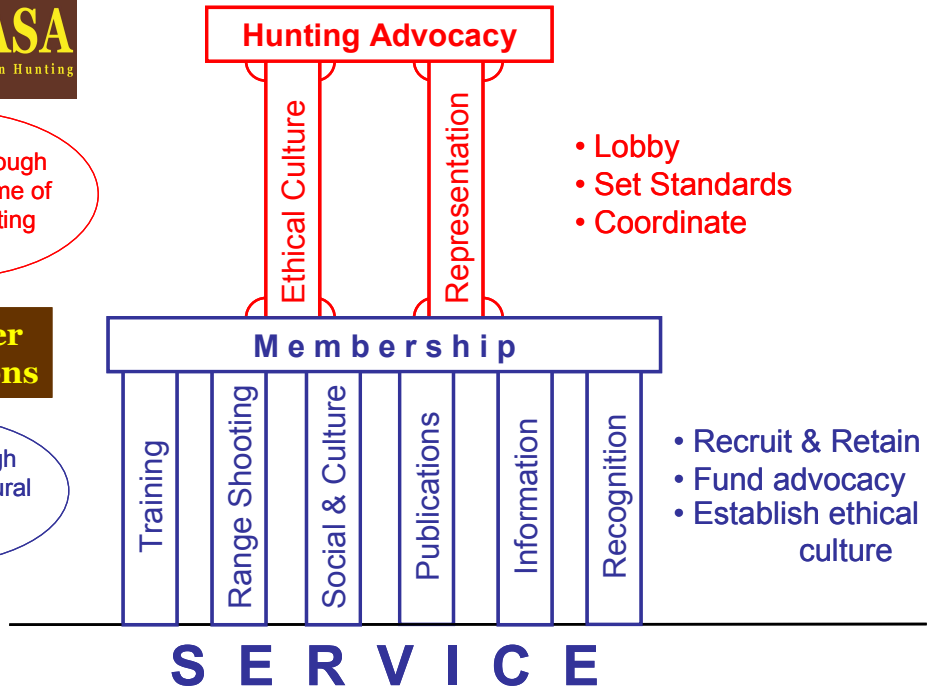 ASA
n Hunting
Hunting Advocacy
Ethical Culture
Representation
• Lobby
• Set Standards
• Coordinate
ough
me of
ting
Membership
er
ons
gh
ural
Training
Range Shooting
Social & Culture
Publications
Information
Recognition
• Recruit & Retain
• Fund advocacy
• Establish ethical
culture
SERVICE